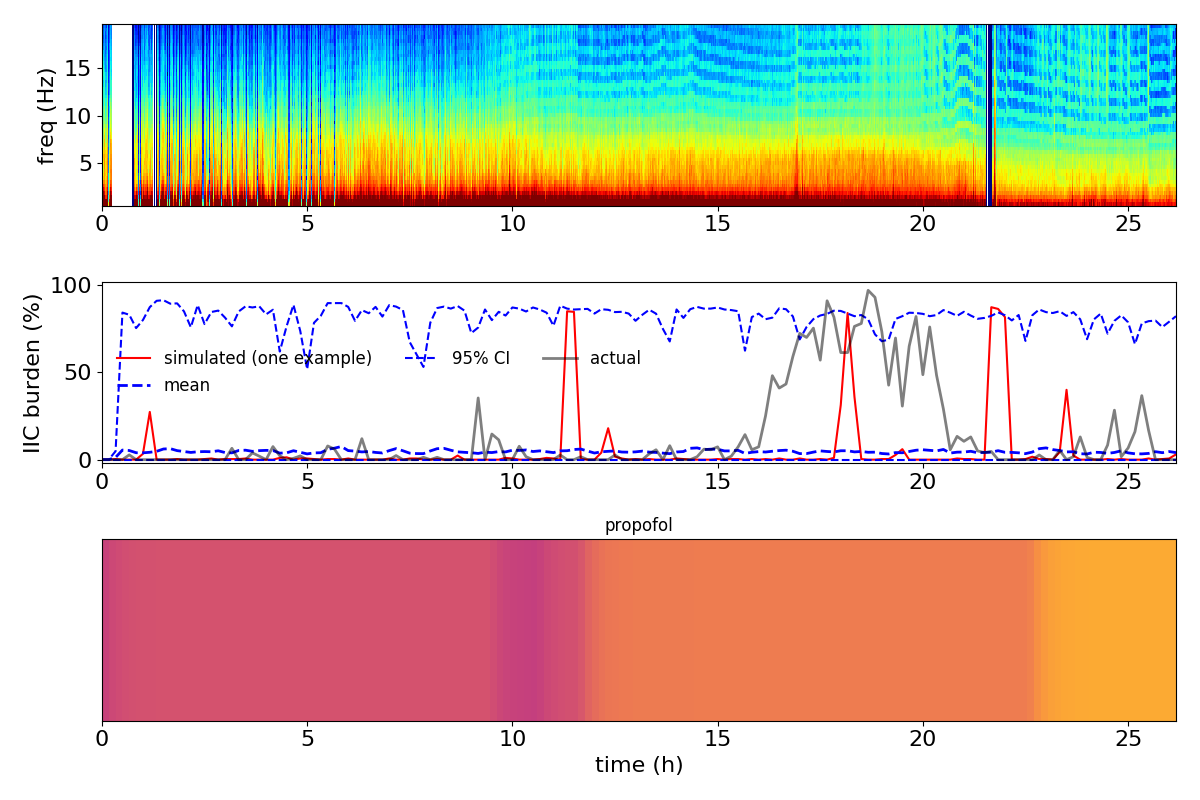 freq (Hz)
15
10
5
0 5 10 15 20 25
IIC burden (%)
100
50
0
simulated (one example) 95% CI actual
mean
0 5 10 15 20 25
propofol
0 5 10 15 20 25
time (h)